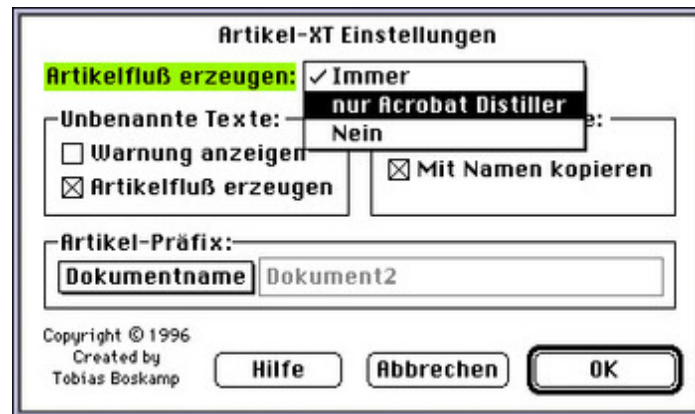 Artikel-XT Einstellungen
Artikelfluß erzeugen: ✓ Immer
nur Acrobat Distiller
Nein
Unbenannte Texte:
e:
Warnung anzeigen
Mit Namen kopieren
Artikelfluß erzeugen
Artikel-Präfix:
Dokumentname Dokument2
Copyright © 1996
Created by
Tobias Boskamp
Hilfe Abbrechen OK